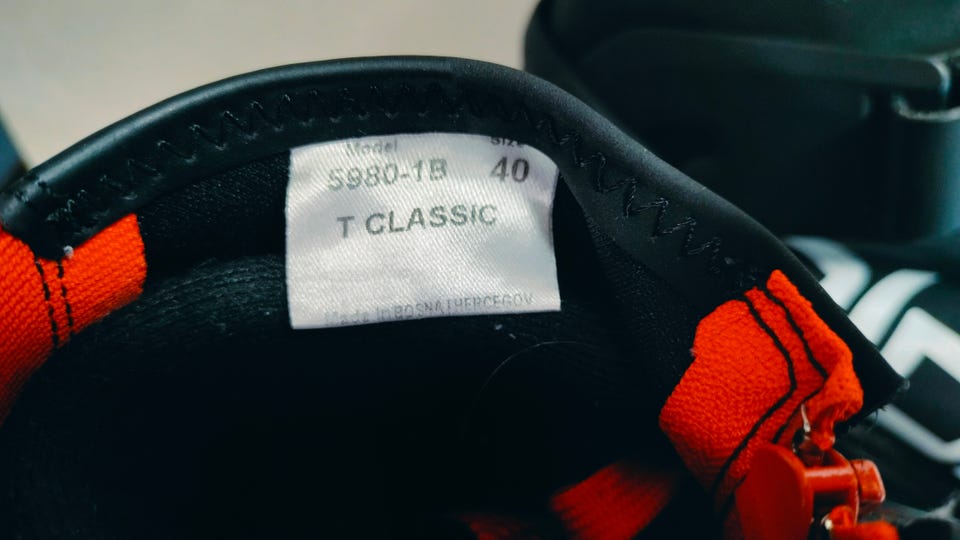 Model Size
5980-1B 40
T CLASSIC
Made in BOSNA I HERCEGOV